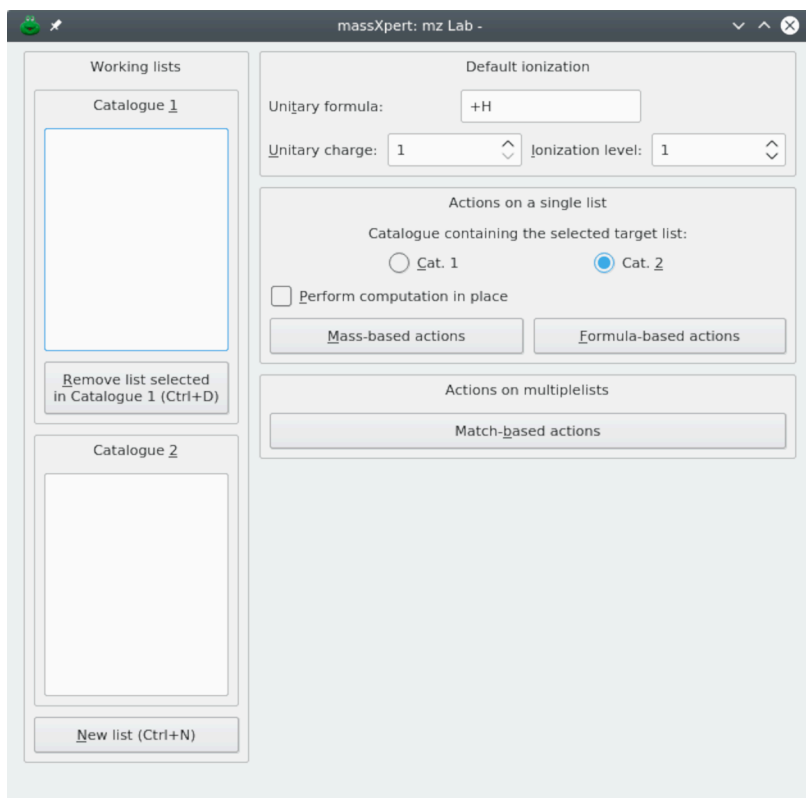 massXpert: mz Lab -
Working lists
Catalogue 1
Remove list selected
in Catalogue 1 (Ctrl+D)
Catalogue 2
New list (Ctrl+N)
Default ionization
Unitary formula: +H
Unitary charge: 1 Ionization level: 1
Actions on a single list
Catalogue containing the selected target list:
Cat. 1 Cat. 2
Perform computation in place
Mass-based actions Formula-based actions
Actions on multiplelists
Match-based actions